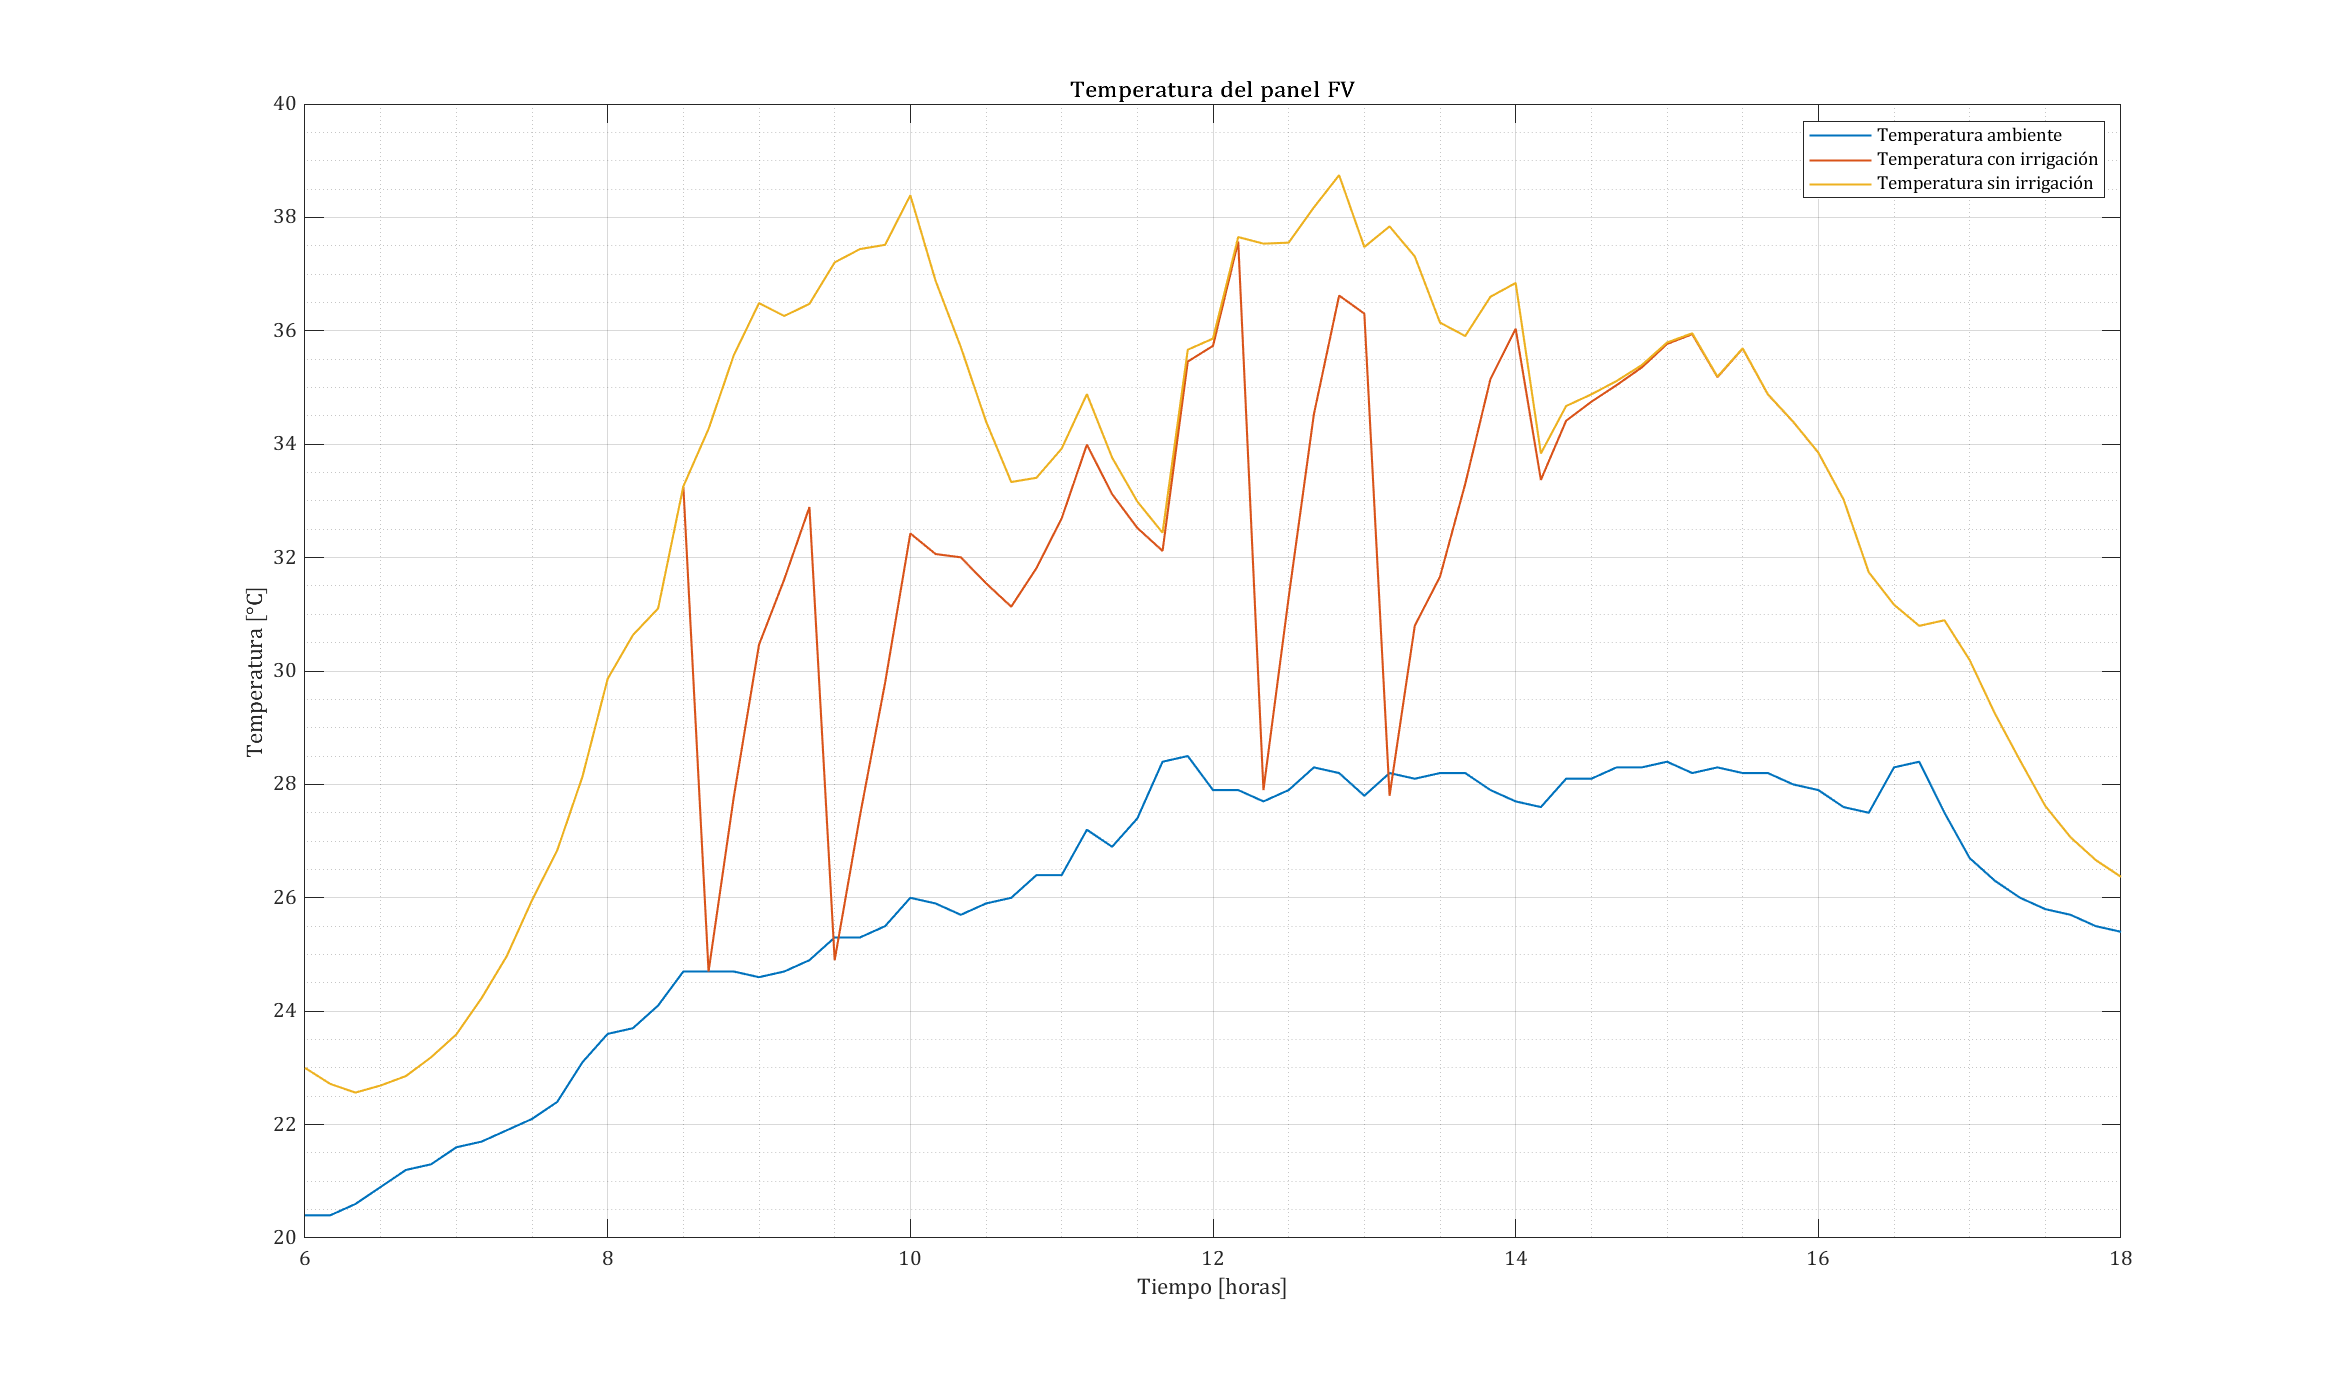 Temperatura del panel FV
40
38
36
34
32
30
28
26
24
22
20
Temperatura [°C]
Temperatura ambiente
Temperatura con irrigación
Temperatura sin irrigación
6 8 10 12 14 16 18
Tiempo [horas]